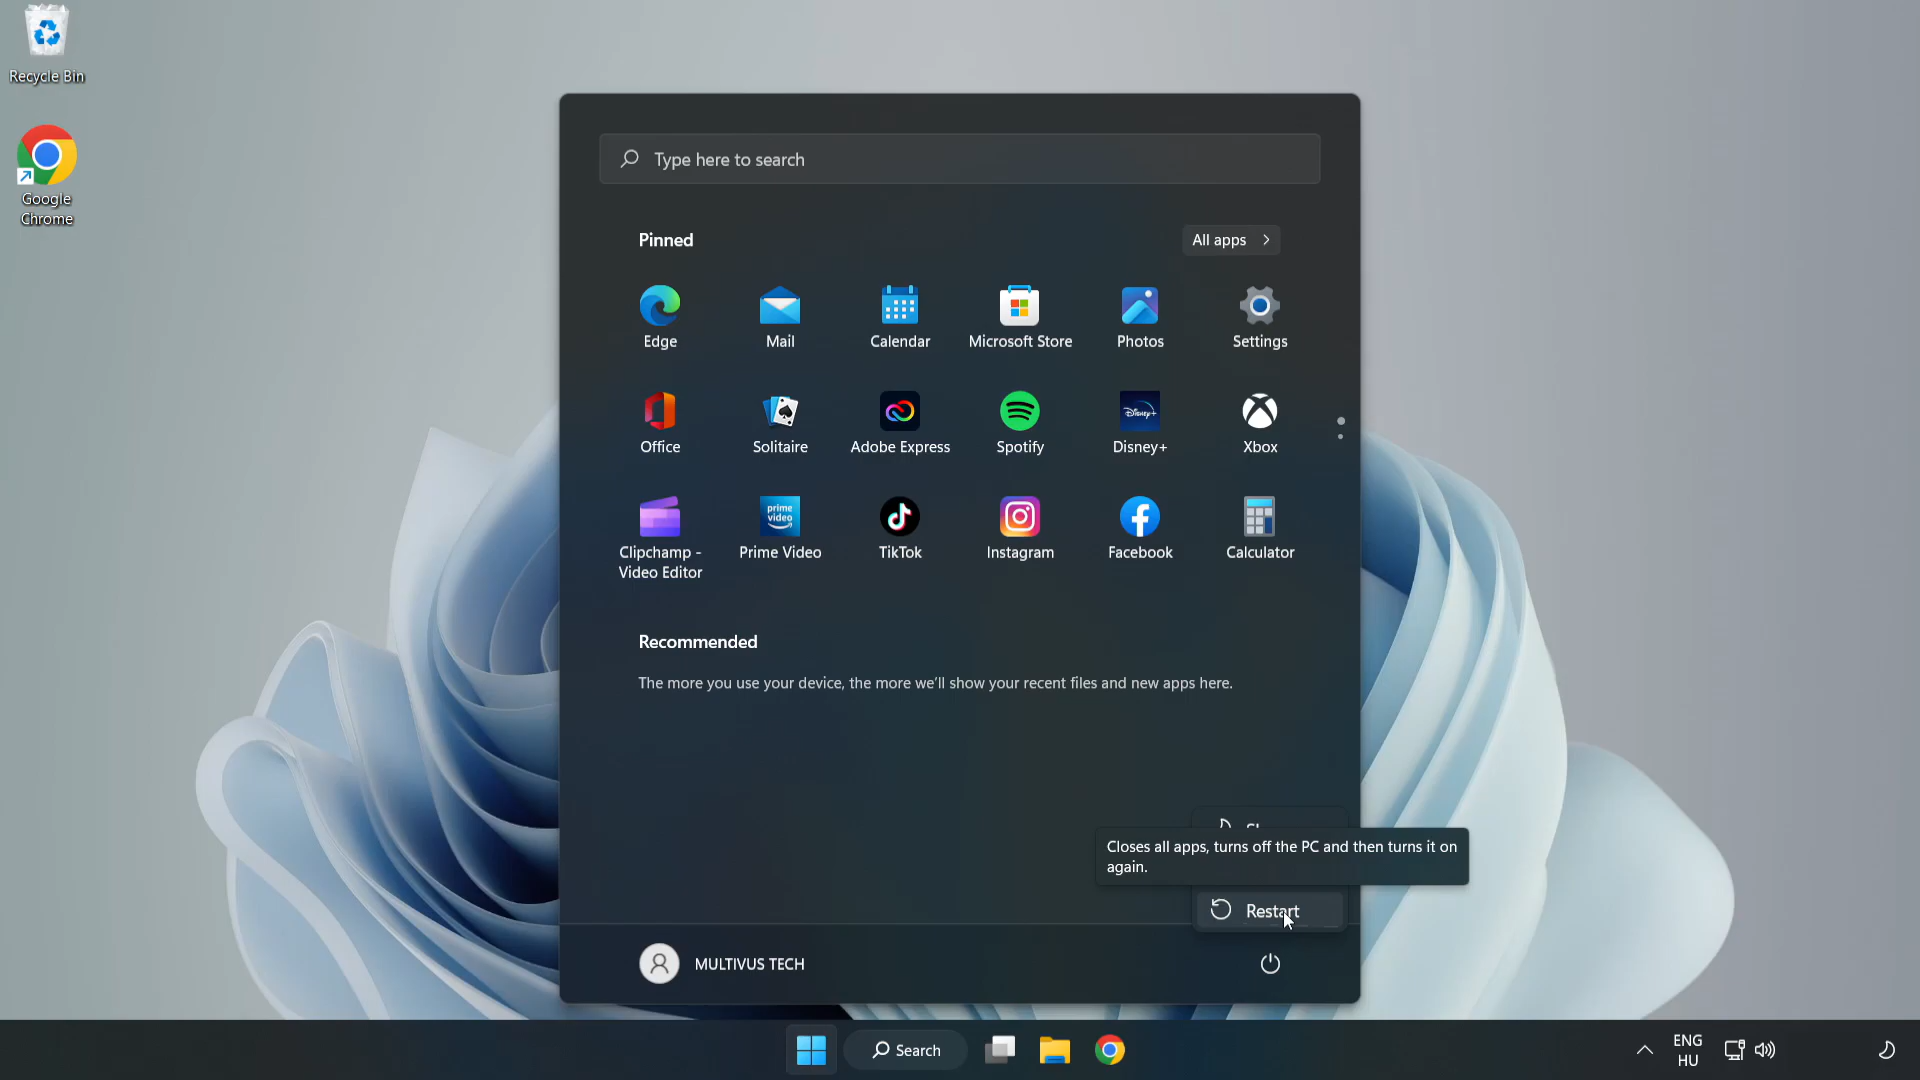 Recycle Bin
Google
Chrome
Type here to search
Pinned
All apps
Edge
Mail
Calendar
Microsoft Store
Photos
Settings
Office
Solitaire
Adobe Express
Spotify
Disney+
Disney+
Xbox
prime
video
Clipchamp -
Video Editor
Prime Video
TikTok
Instagram
Facebook
Calculator
Recommended
The more you use your device, the more we'll show your recent files and new apps here.
Closes all apps, turns off the PC and then turns it on
again.
Restart
MULTIVUS TECH
Search
ENG
HU